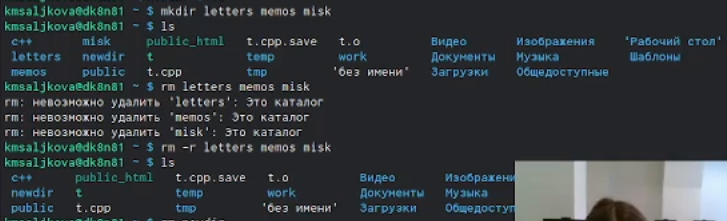 kmsaljkova@dk8n81 ~ $ mkdir letters memos misk
kmsaljkova@dk8n81 ~ $ ls
c++ misk public_html t.cpp.save t.o Видео Изображения 'Рабочий стол'
letters newdir t temp work Документы Музыка Шаблоны
memos public t.cpp tmp 'без имени' Загрузки Общедоступные
kmsaljkova@dk8n81 ~ $ rm letters memos misk
rm: невозможно удалить 'letters': Это каталог
rm: невозможно удалить 'memos': Это каталог
rm: невозможно удалить 'misk': Это каталог
kmsaljkova@dk8n81 ~ $ rm -r letters memos misk
kmsaljkova@dk8n81 ~ $ ls
c++ public_html t.cpp.save t.o Видео Изображени
newdir t temp work Документы Музыка
public t.cpp tmp 'без имени' Загрузки Общедоступ